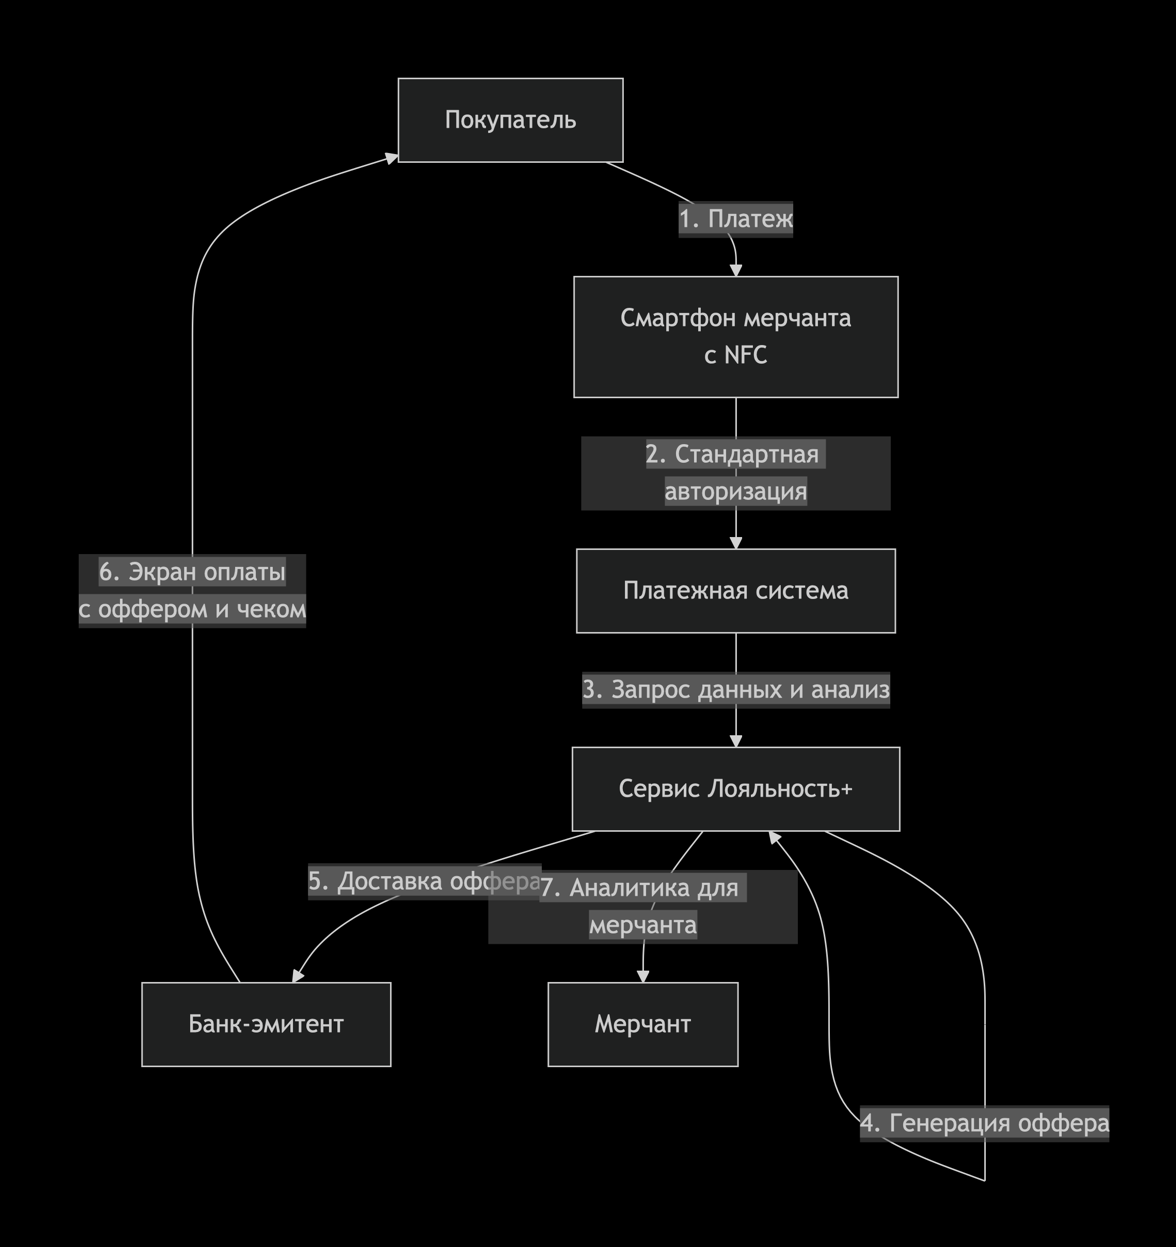 Покупатель
1. Платеж
Смартфон мерчанта
с NFC
2. Стандартная
авторизация
6. Экран оплаты
с оффером и чеком
Платежная система
3. Запрос данных и анализ
Сервис Лояльность+
5. Доставка оффера
7. Аналитика для
мерчанта
Банк-эмитент
Мерчант
4. Генерация оффера